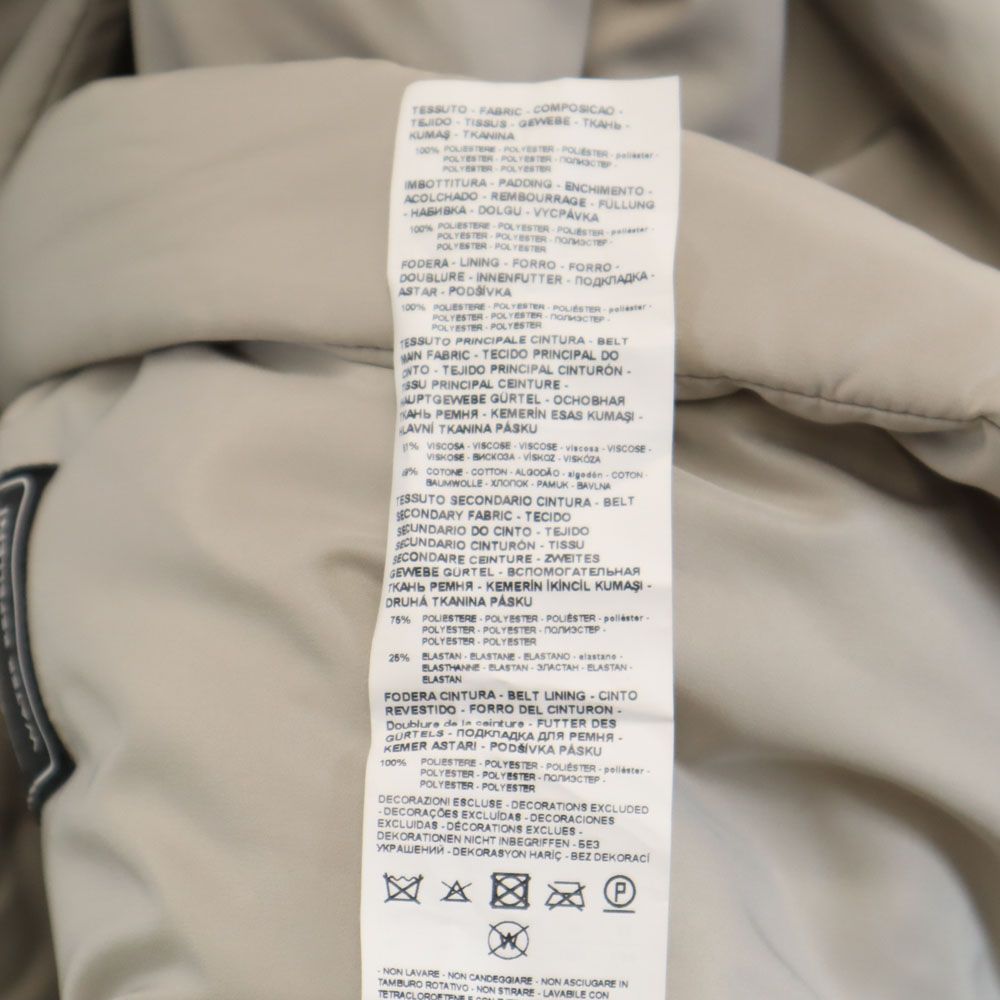 TESSUTO - FABRIC - COMPOSICAO -
TEJIDO - TISSUS - GEWEBE - ТКАНЬ -
KUMAŞ - TKANINA
100% POLIESTERE - POLYESTER - POLIÉSTER - poliéster -
POLYESTER - POLYESTER - ПОЛИЭСТЕР -
POLYESTER - POLYESTER
IMBOTTITURA - PADDING - ENCHIMENTO -
ACOLCHADO - REMBOURRAGE - FÜLLUNG
- НАБИВКА - DOLGU - VYCPÁVKA
100% POLIESTERE - POLYESTER - POLIÉSTER - poliéster -
POLYESTER - POLYESTER - ПОЛИЭСТЕР -
POLYESTER - POLYESTER
FODERA - LINING - FORRO - FORRO -
DOUBLURE - INNENFUTTER - ПОДКЛАДКА -
ASTAR - PODŠÍVKA
100% POLIESTERE - POLYESTER - POLIÉSTER - poliéster -
POLYESTER - POLYESTER - ПОЛИЭСТЕР -
POLYESTER - POLYESTER
TESSUTO PRINCIPALE CINTURA - BELT
MAIN FABRIC - TECIDO PRINCIPAL DO
CINTO - TEJIDO PRINCIPAL CINTURÓN -
TISSU PRINCIPAL CEINTURE -
HAUPTGEWEBE GÜRTEL - ОСНОВНАЯ
ТКАНЬ РЕМНЯ - KEMERİN ESAS KUMAŞI -
HLAVNÍ TKANINA PÁSKU
VISCOSA - VISCOSE - VISCOSE - viscosa - VISCOSE -
VISKOSE - ВИСКОЗА - VİSKOZ - VISKÓZA
COTONE - COTTON - ALGODÃO - algodón - COTON -
BAUMWOLLE - ХЛОПОК - PAMUK - BAVLNA
TESSUTO SECONDARIO CINTURA - BELT
SECONDARY FABRIC - TECIDO
SECUNDARIO DO CINTO - TEJIDO
SECUNDARIO CINTURÓN - TISSU
SECONDAIRE CEINTURE - ZWEITES
GEWEBE GÜRTEL - ВСПОМОГАТЕЛЬНАЯ
ТКАНЬ РЕМНЯ - KEMERİN İKİNCİL KUMAŞI -
DRUHÁ TKANINA PÁSKU
75% POLIESTERE - POLYESTER - POLIÉSTER - poliéster -
POLYESTER - POLYESTER - ПОЛИЭСТЕР -
POLYESTER - POLYESTER
25% ELASTAN - ELASTANE - ELASTANO - elastano -
ELASTHANNE - ELASTAN - ЭЛАСТАН - ELASTAN -
ELASTAN
FODERA CINTURA - BELT LINING - CINTO
REVESTIDO - FORRO DEL CINTURON -
Doublure de la ceinture - FUTTER DES
GÜRTELS - ПОДКЛАДКА ДЛЯ РЕМНЯ -
KEMER ASTARI - PODŠÍVKA PÁSKU
100% POLIESTERE - POLYESTER - POLIÉSTER - poliéster -
POLYESTER - POLYESTER - ПОЛИЭСТЕР -
POLYESTER - POLYESTER
DECORAZIONI ESCLUSE - DECORATIONS EXCLUDED
- DECORAÇÕES EXCLUÍDAS - DECORACIONES
EXCLUIDAS - DÉCORATIONS EXCLUES -
DEKORATIONEN NICHT INBEGRIFFEN - БЕЗ
УКРАШЕНИЙ - DEKORASYON HARİÇ - BEZ DEKORACÍ
P
W
- NON LAVARE - NON CANDEGGIARE - NON ASCIUGARE IN
TAMBURO ROTATIVO - NON STIRARE - LAVABILE CON